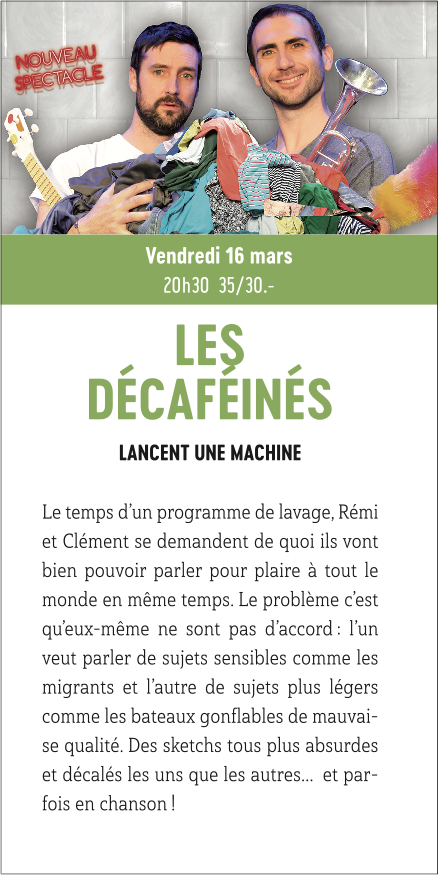 NOUVEAU
SPECTACLE
Vendredi 16 mars
20h30 35/30.-
LES
DÉCAFÉINÉS
LANCENT UNE MACHINE
Le temps d’un programme de lavage, Rémi
et Clément se demandent de quoi ils vont
bien pouvoir parler pour plaire à tout le
monde en même temps. Le problème c’est
qu’eux-même ne sont pas d’accord : l’un
veut parler de sujets sensibles comme les
migrants et l’autre de sujets plus légers
comme les bateaux gonflables de mauvai-
se qualité. Des sketchs tous plus absurdes
et décalés les uns que les autres... et par-
fois en chanson !